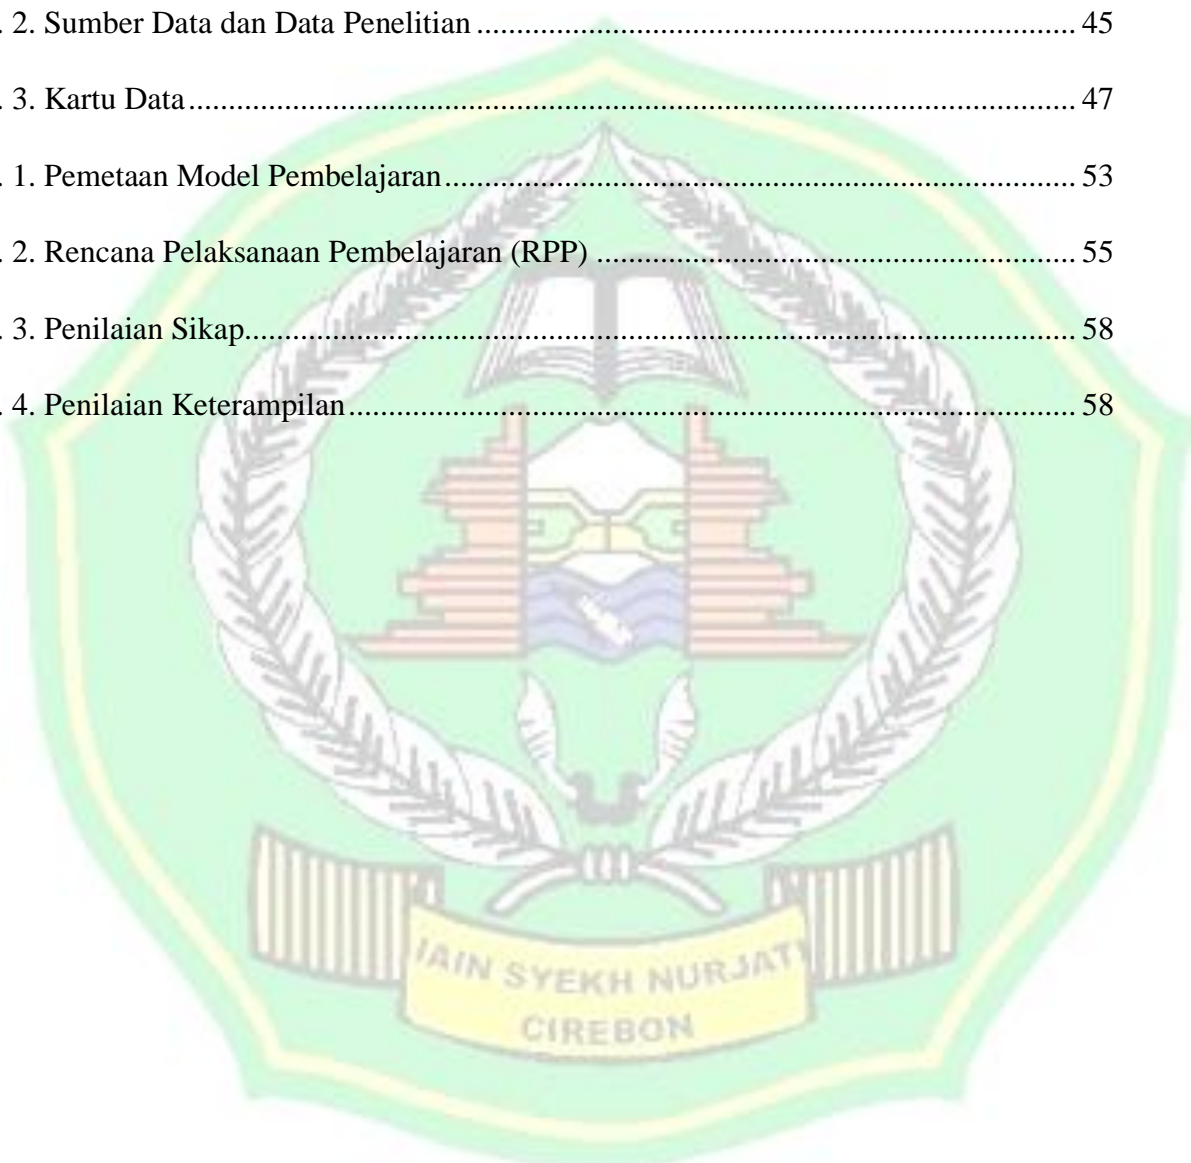 . 2. Sumber Data dan Data Penelitian ............................................................................ 45
. 3. Kartu Data ................................................................................................................ 47
. 1. Pemetaan Model Pembelajaran ................................................................................ 53
. 2. Rencana Pelaksanaan Pembelajaran (RPP) ............................................................. 55
. 3. Penilaian Sikap......................................................................................................... 58
. 4. Penilaian Keterampilan ............................................................................................ 58
IAIN SYEKH NURJATI
CIREBON